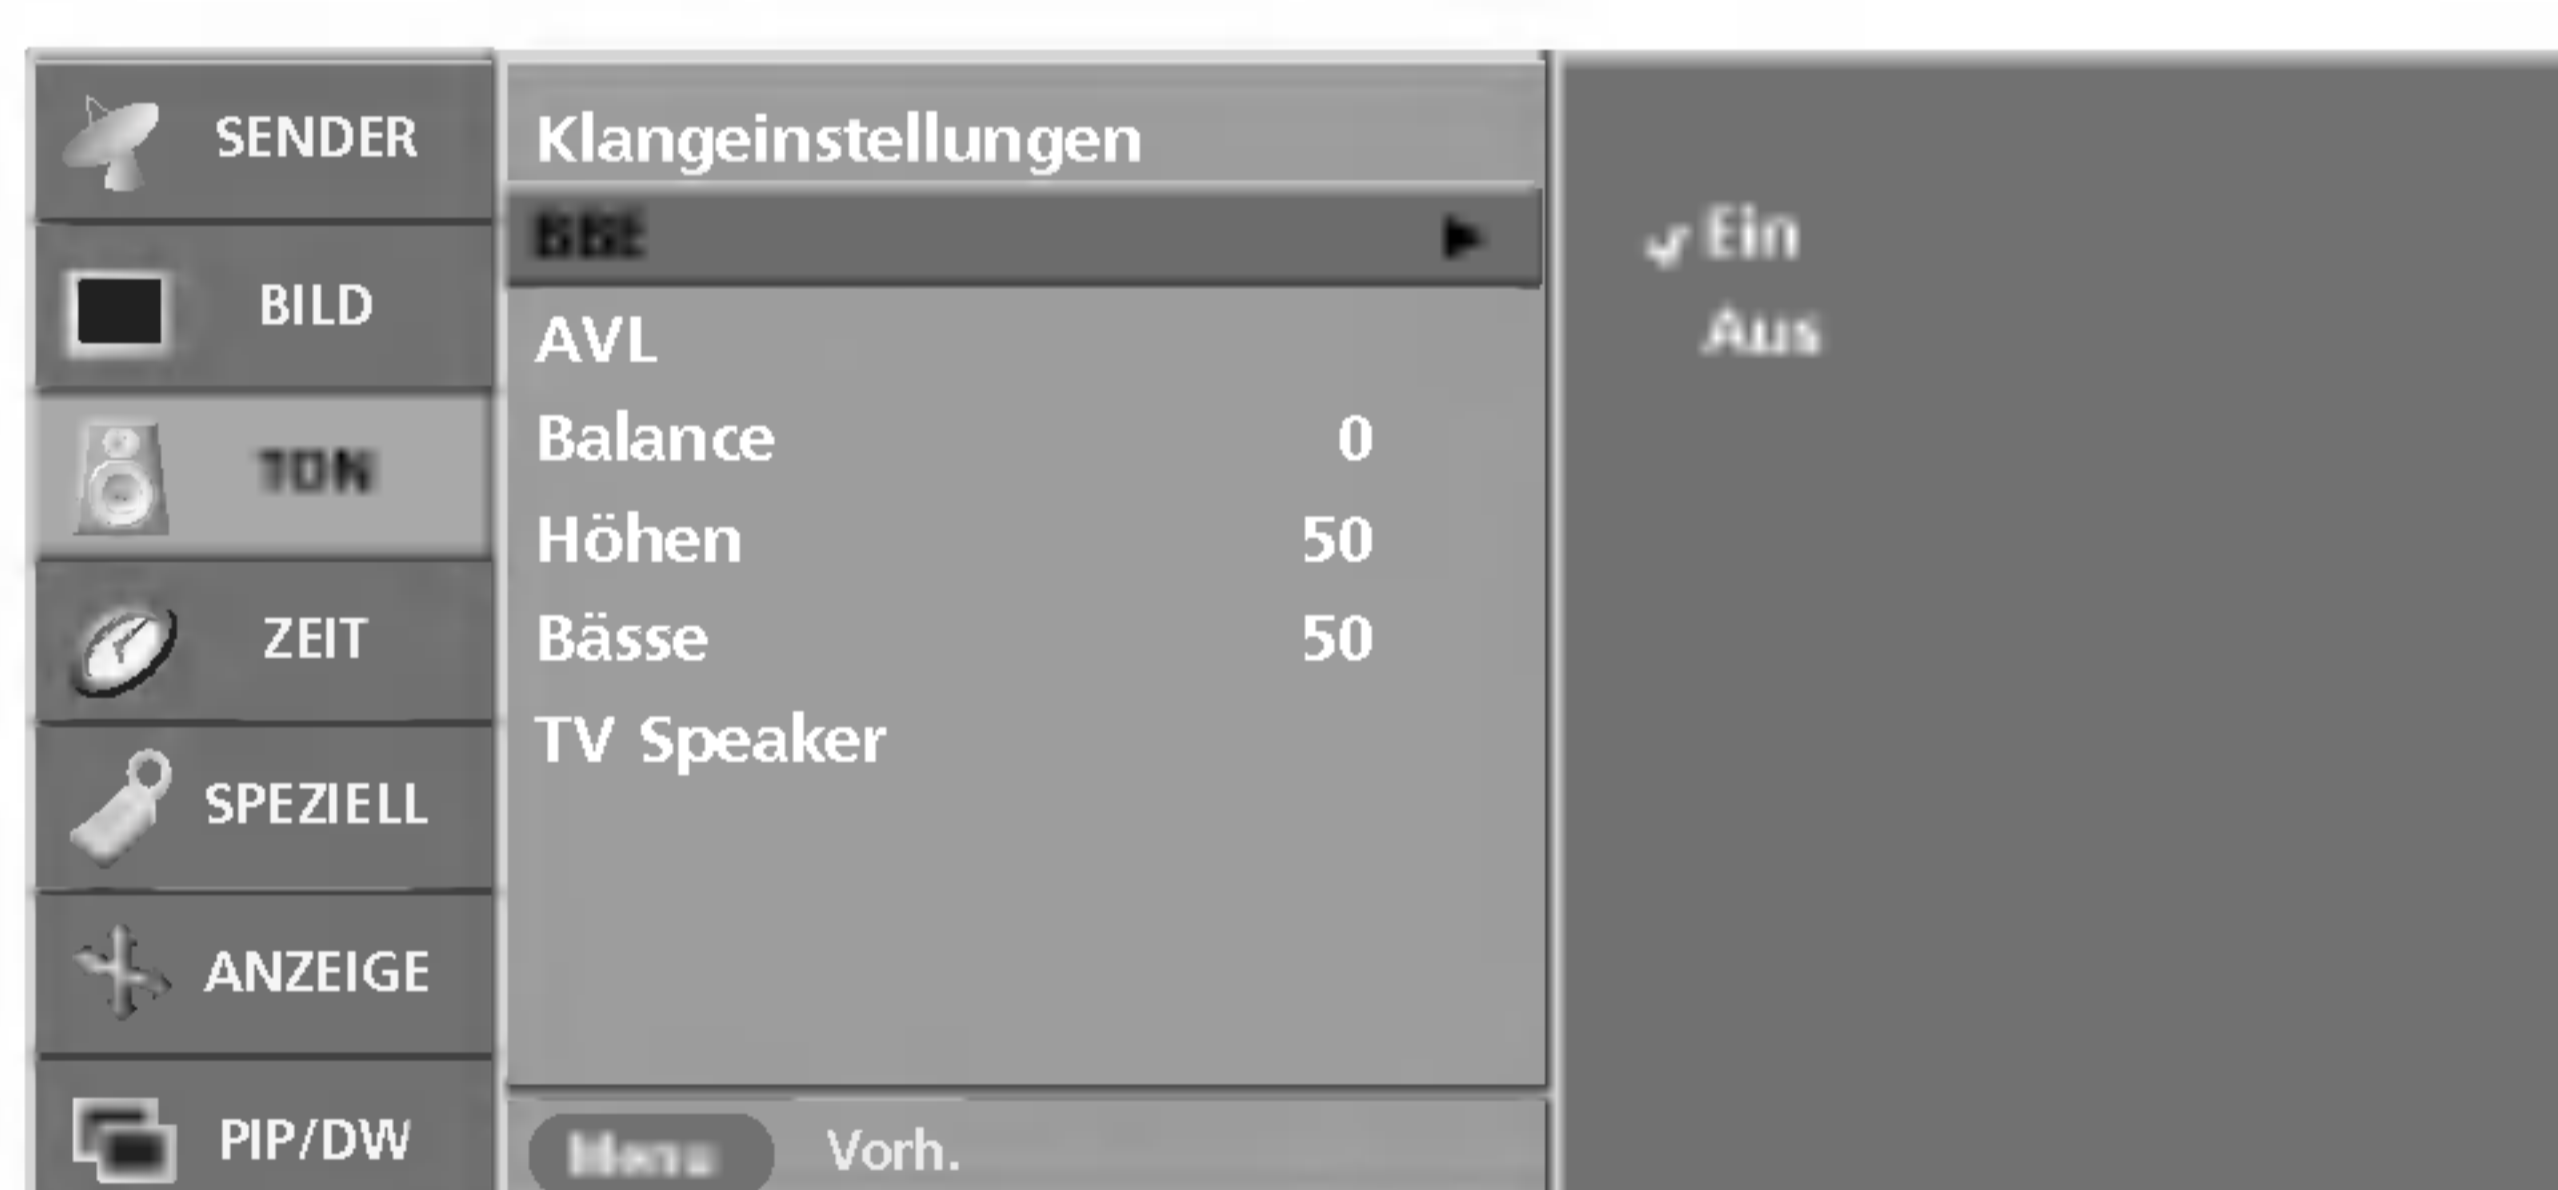 SENDER
BILD
TON
ZEIT
SPEZIELL
ANZEIGE
PIP/DW
Klangeinstellungen
BBE
AVL
Balance 0
Höhen 50
Bässe 50
TV Speaker
Menu Vorh.
Ein
Aus